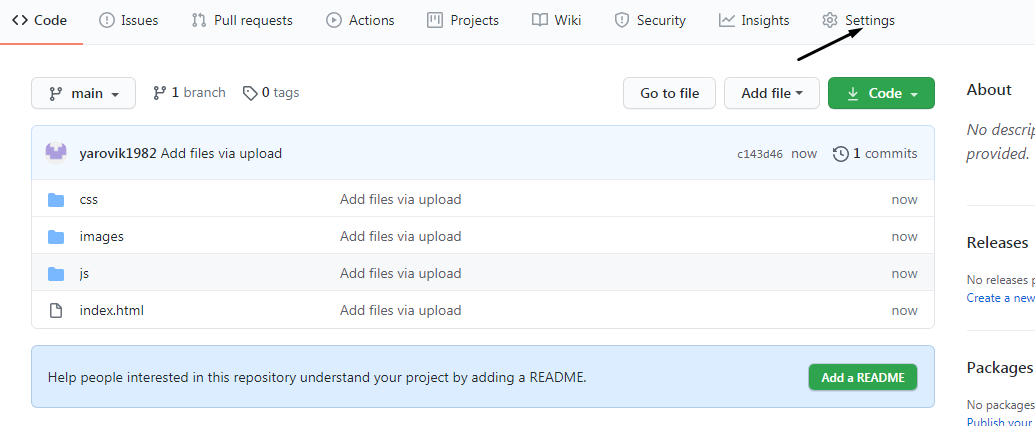 Code Issues Pull requests Actions Projects Wiki Security Insights Settings
main 1 branch 0 tags Go to file Add file Code
About
No descrip
provided.
yarovik1982 Add files via upload c143d46 now 1 commits
css Add files via upload now
images Add files via upload now
js Add files via upload now
index.html Add files via upload now
Releases
No releases p
Create a new
Help people interested in this repository understand your project by adding a README. Add a README
Packages
No packages
Publish your